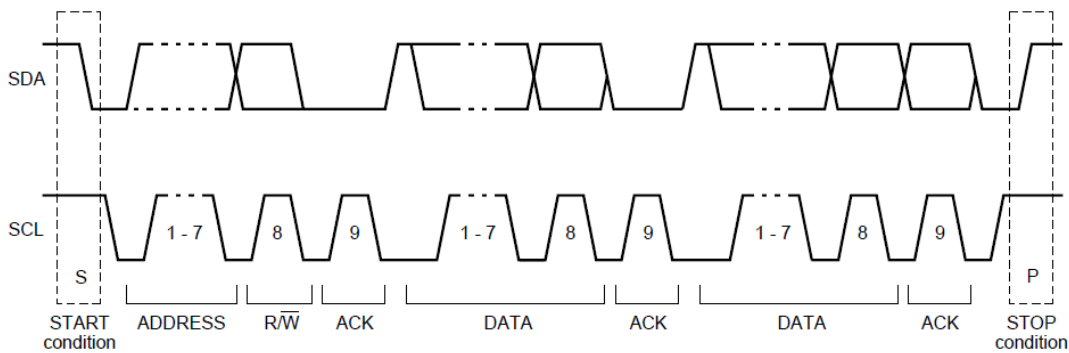 SDA
SCL
1 - 7 8 9 1 - 7 8 9 1 - 7 8 9
S P
START condition ADDRESS R/W̅ ACK DATA ACK DATA ACK STOP condition